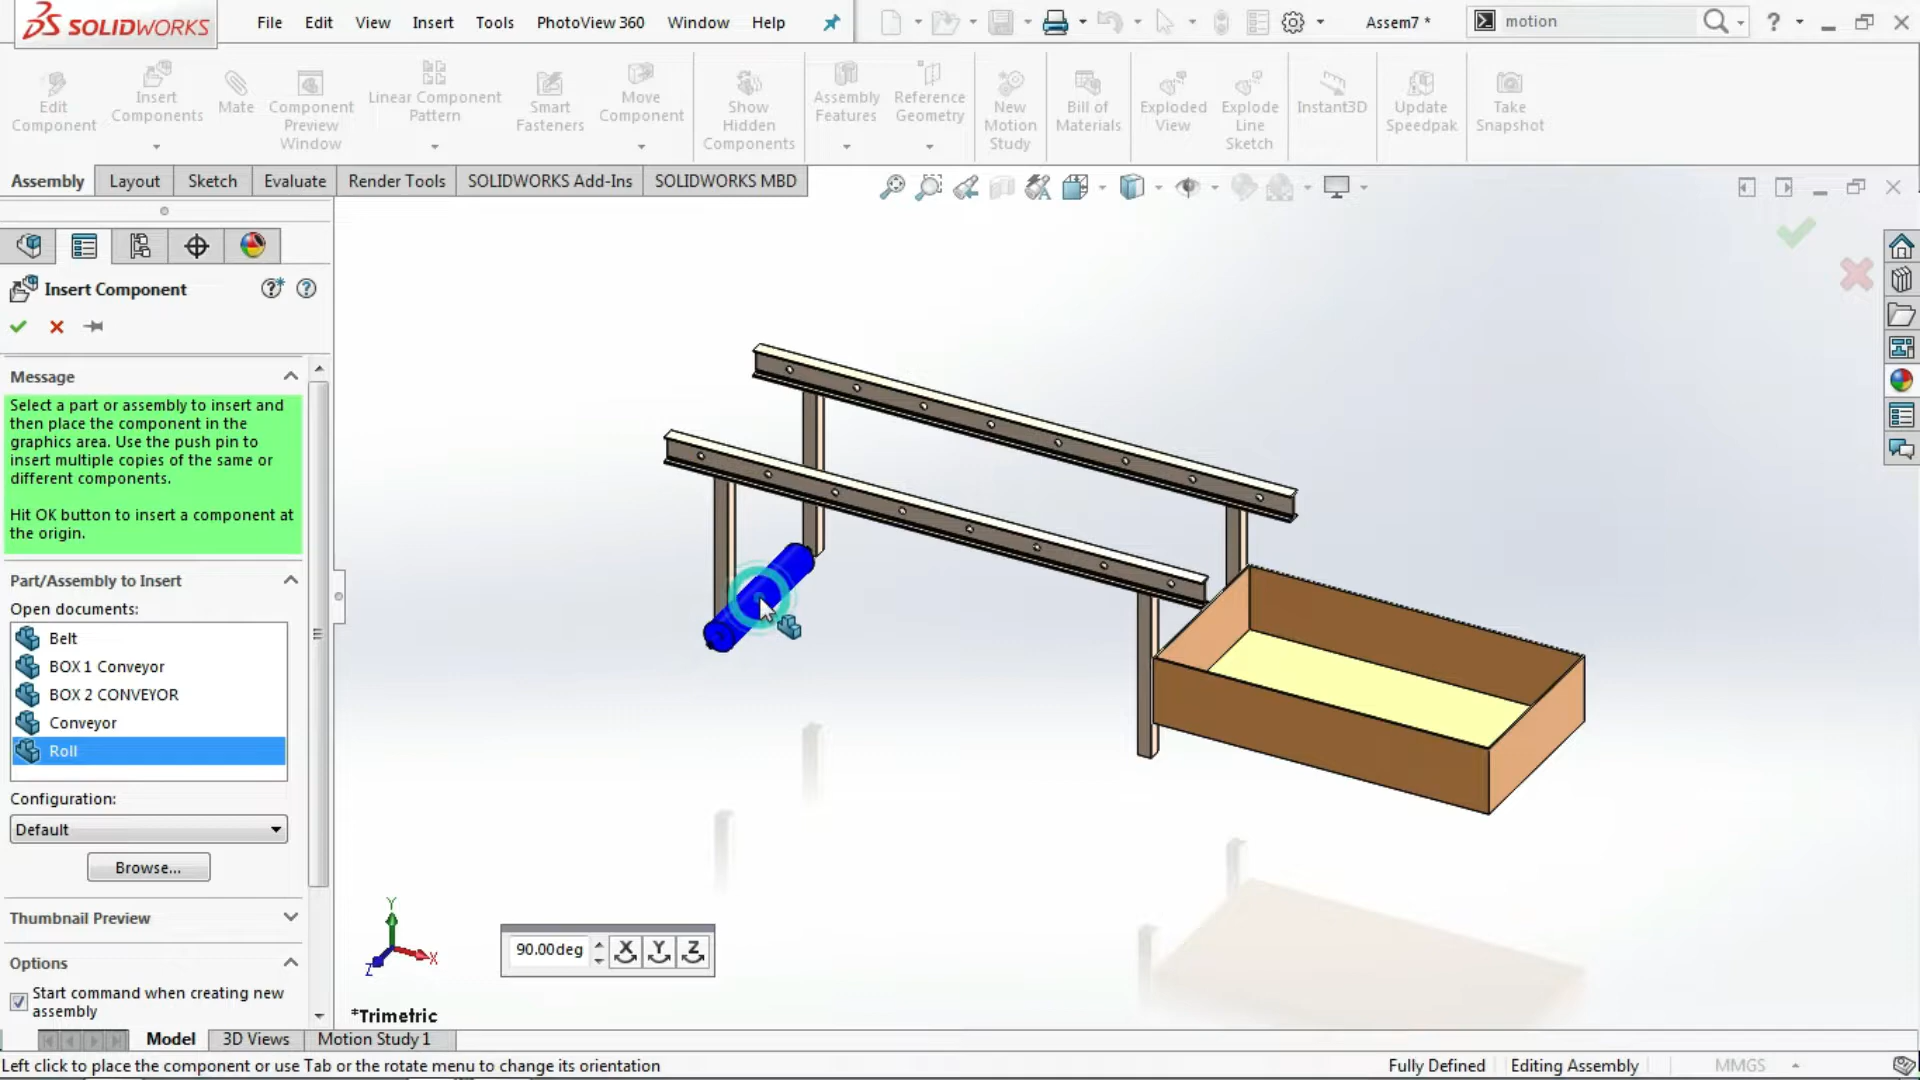 SOLIDWORKS
File Edit View Insert Tools PhotoView 360 Window Help
Assem7 *
motion
?
Edit Component
Insert Components
Mate
Component Preview Window
Linear Component Pattern
Smart Fasteners
Move Component
Show Hidden Components
Assembly Features
Reference Geometry
New Motion Study
Bill of Materials
Exploded View
Explode Line Sketch
Instant3D
Update Speedpak
Take Snapshot
Assembly Layout Sketch Evaluate Render Tools SOLIDWORKS Add-Ins SOLIDWORKS MBD
Insert Component
Message
Select a part or assembly to insert and
then place the component in the
graphics area. Use the push pin to
insert multiple copies of the same or
different components.
Hit OK button to insert a component at
the origin.
Part/Assembly to Insert
Open documents:
Belt
BOX 1 Conveyor
BOX 2 CONVEYOR
Conveyor
Roll
Configuration:
Default
Browse...
Thumbnail Preview
Options
Start command when creating new
assembly
Y
X
Z
90.00deg X Y Z
*Trimetric
Model 3D Views Motion Study 1
Left click to place the component or use Tab or the rotate menu to change its orientation
Fully Defined Editing Assembly MMGS